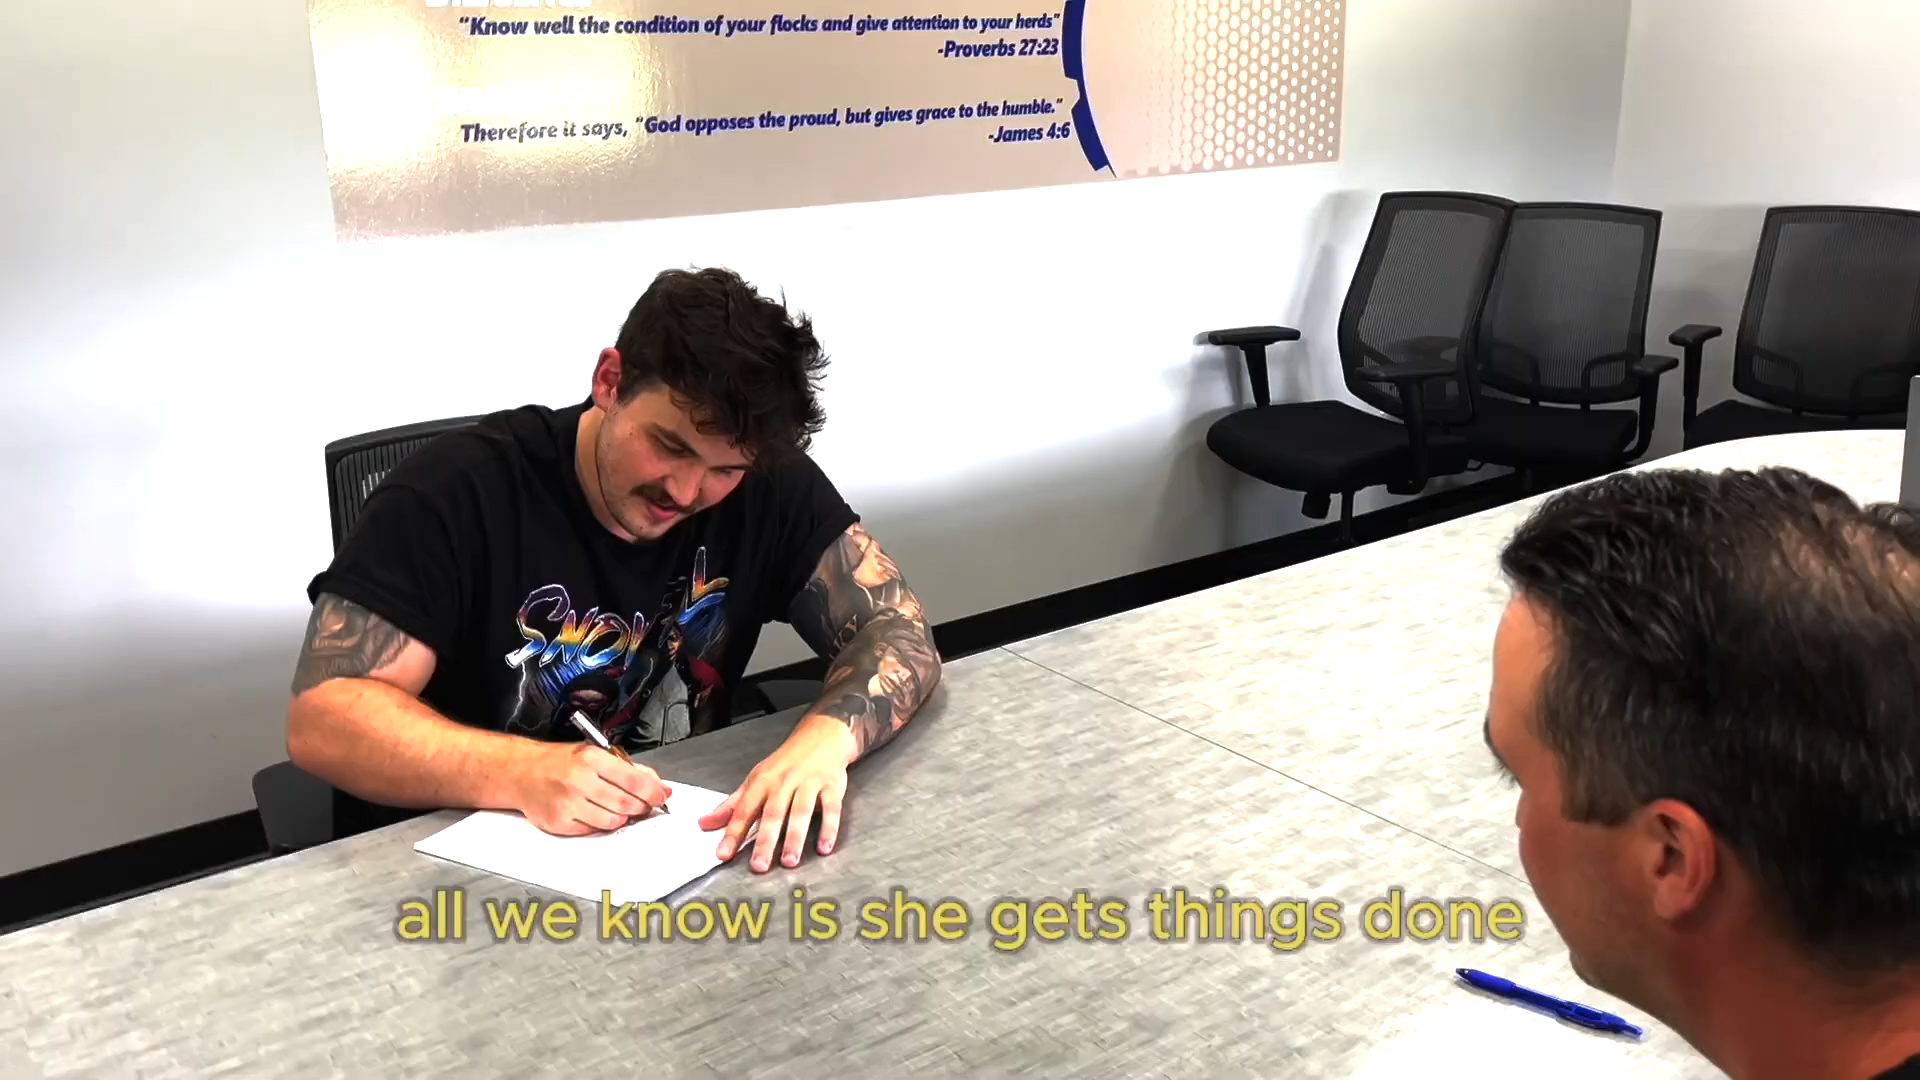 "Know well the condition of your flocks and give attention to your herds"
-Proverbs 27:23
Therefore it says, "God opposes the proud, but gives grace to the humble."
-James 4:6
all we know is she gets things done